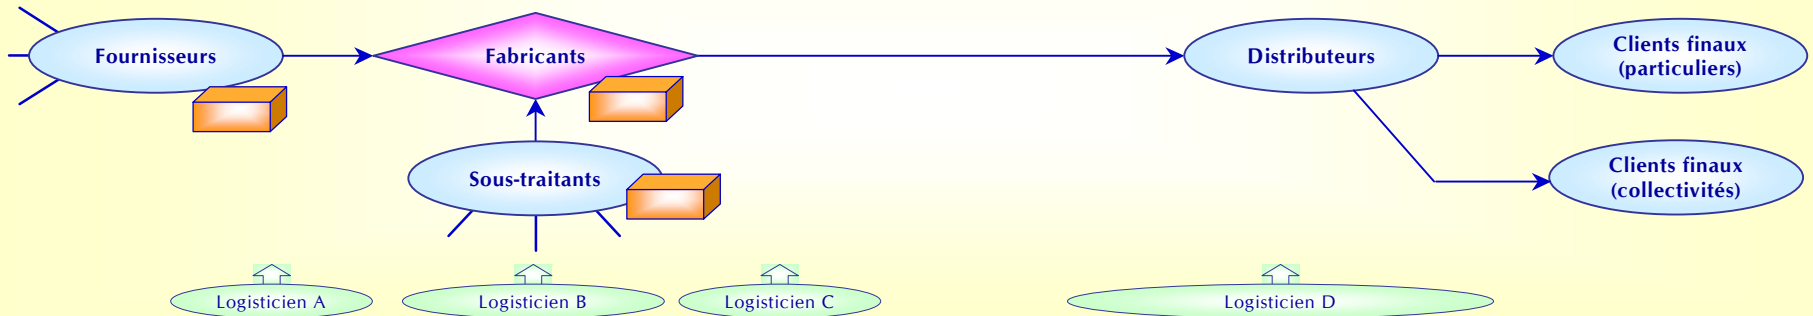 Fournisseurs
Fabricants
Distributeurs
Clients finaux
(particuliers)
Sous-traitants
Clients finaux
(collectivités)
Logisticien A
Logisticien B
Logisticien C
Logisticien D